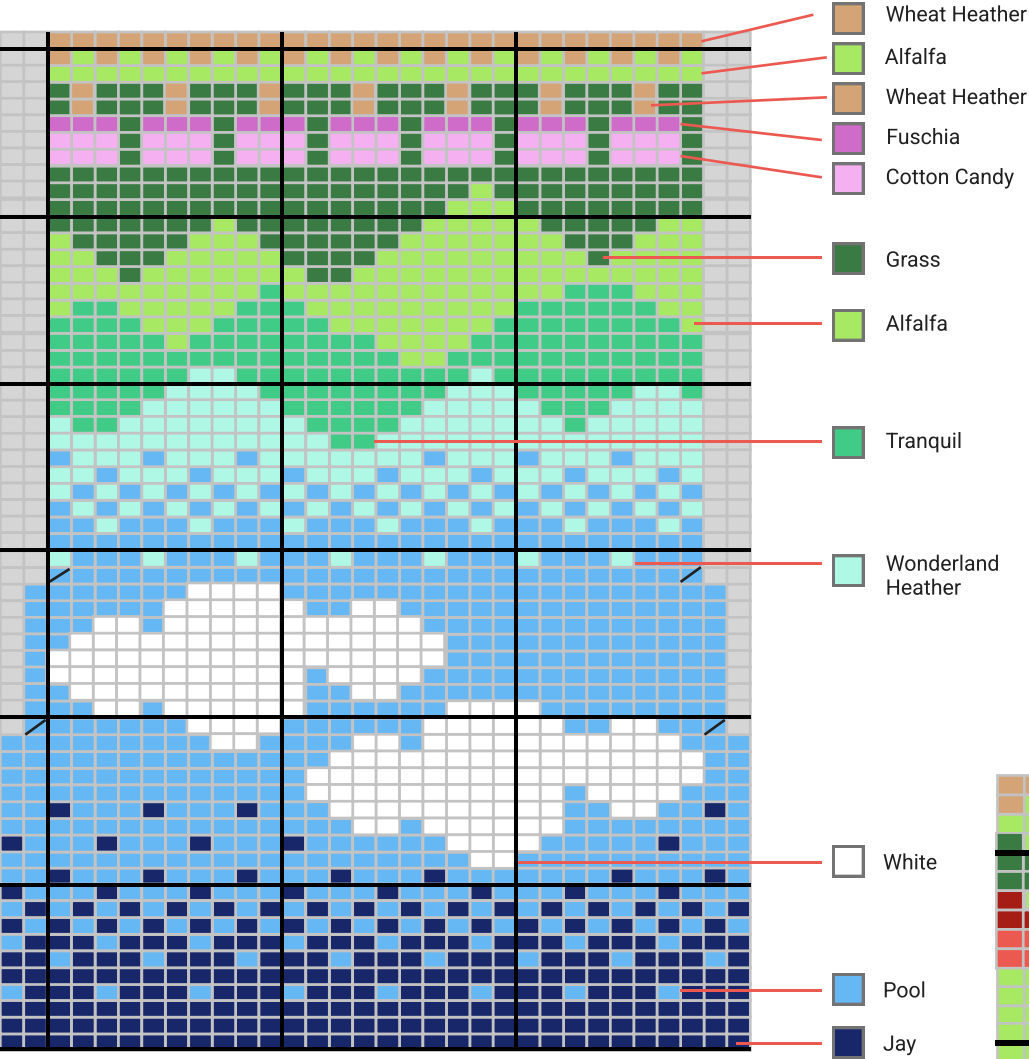 Wheat Heather
Alfalfa
Wheat Heather
Fuschia
Cotton Candy
Grass
Alfalfa
Tranquil
Wonderland
Heather
White
Pool
Jay